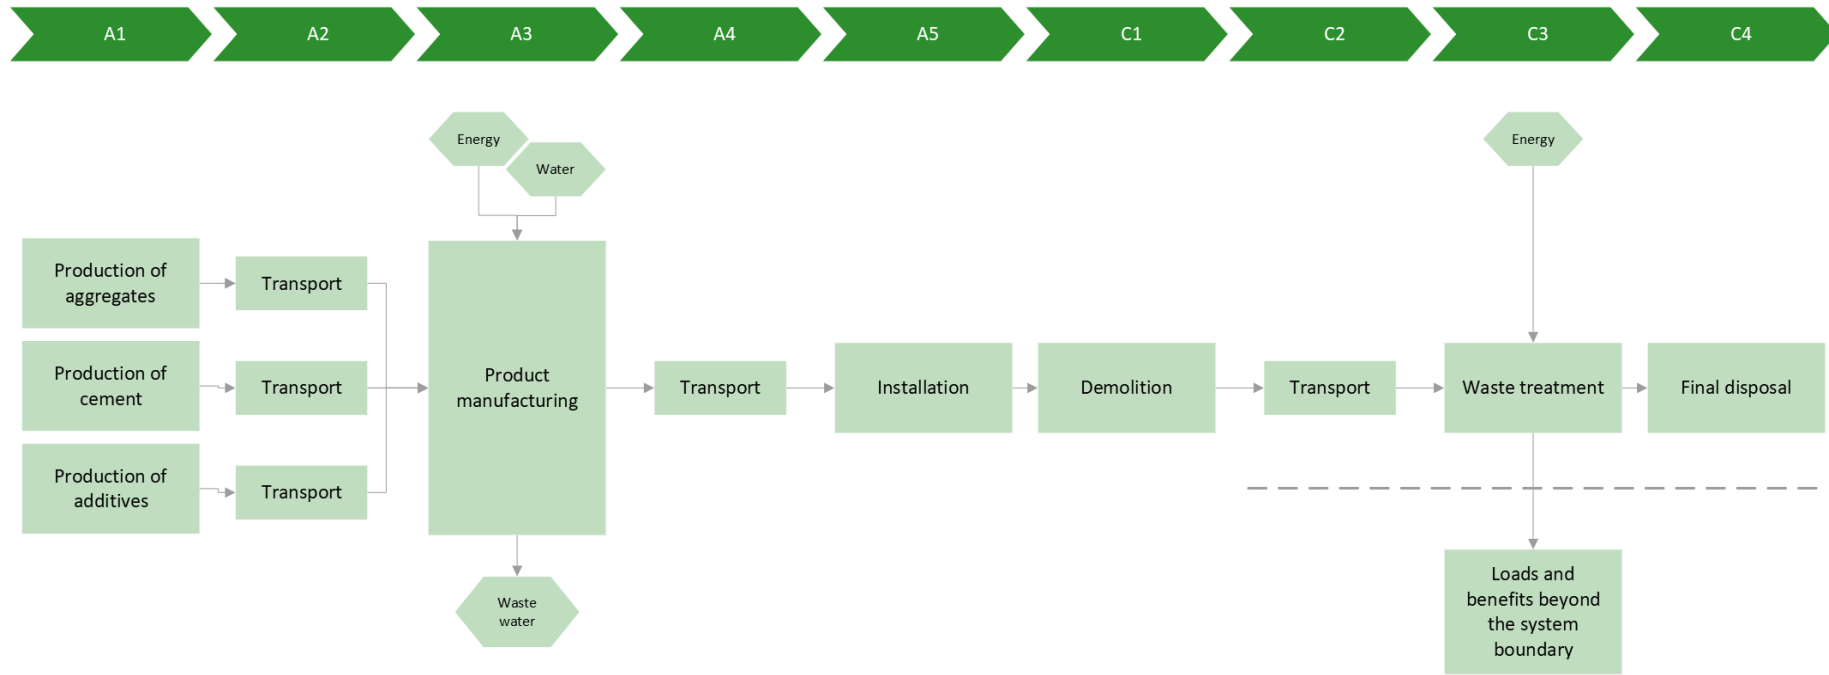 A1
A2
A3
A4
A5
C1
C2
C3
C4
Energy
Water
Energy
Production of
aggregates
Transport
Production of
cement
Transport
Production of
additives
Transport
Product
manufacturing
Transport
Installation
Demolition
Transport
Waste treatment
Final disposal
Waste
water
Loads and
benefits beyond
the system
boundary